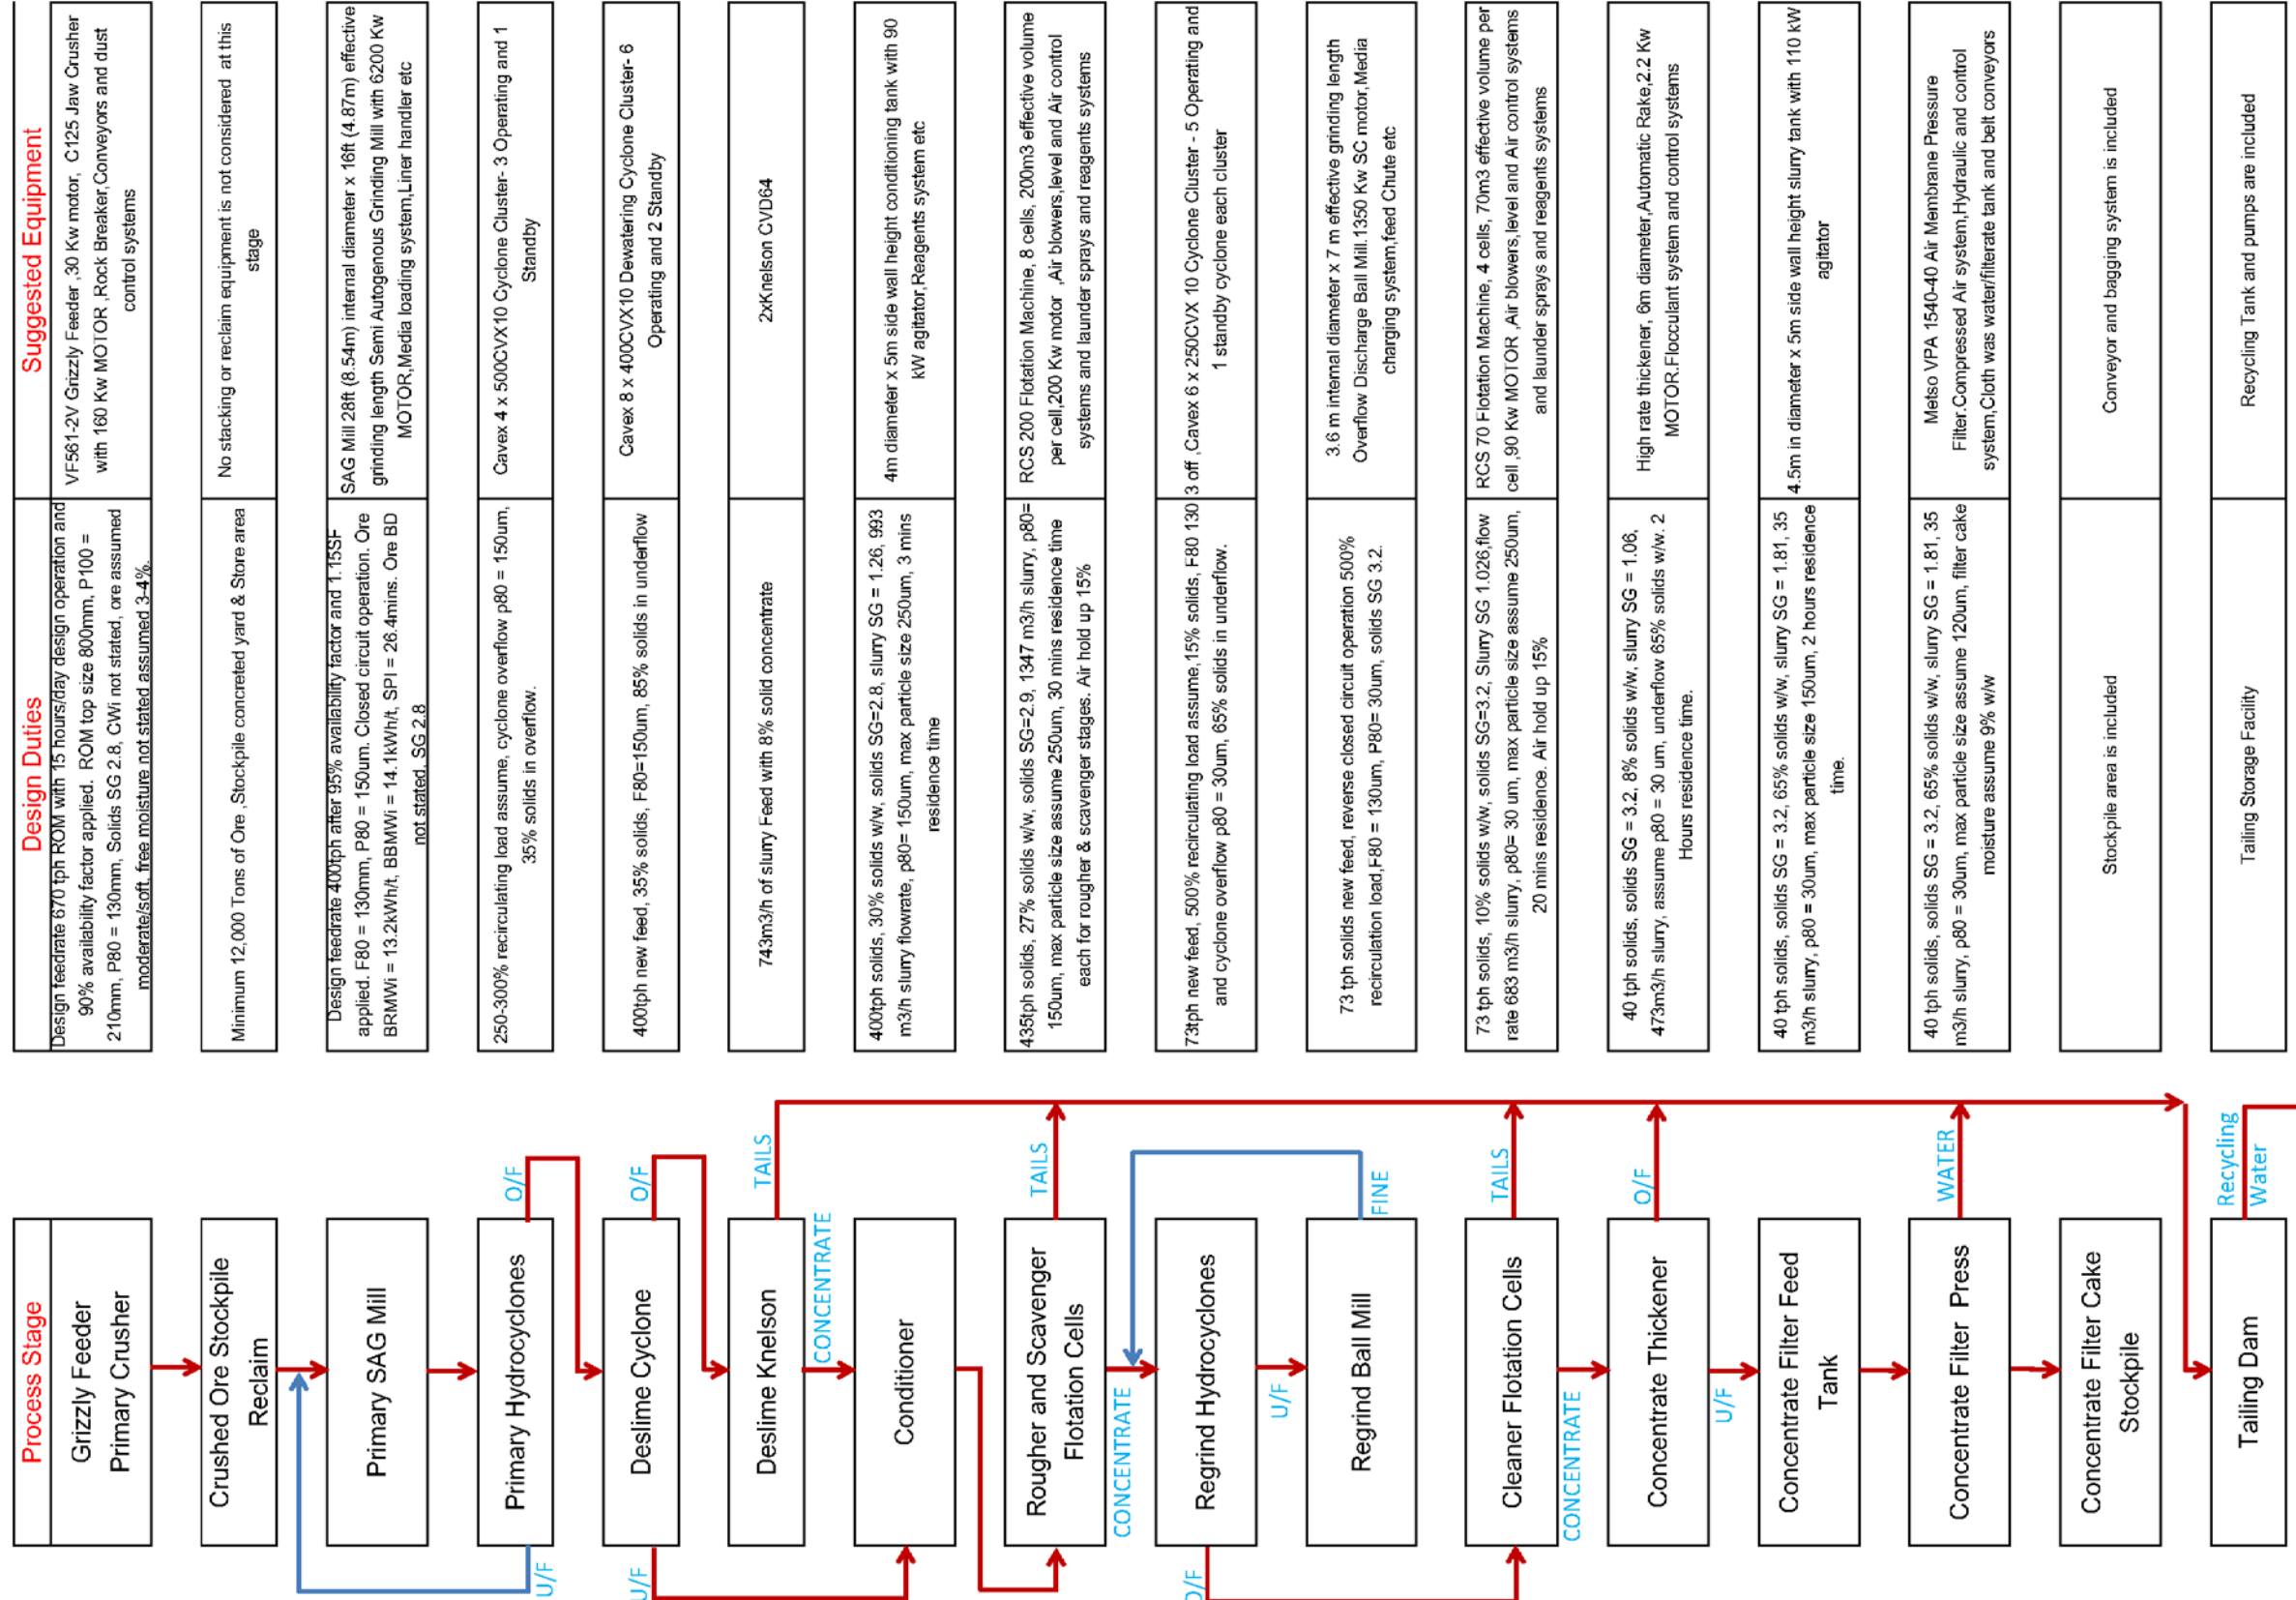 Process Stage
Design Duties
Suggested Equipment
Grizzly Feeder
Primary Crusher
Design feedrate 670 tph ROM with 15 hours/day design operation and
90% availability factor applied. ROM top size 800mm, P100 =
210mm, P80 = 130mm, Solids SG 2.8, CWi not stated, ore assumed
moderate/soft, free moisture not stated assumed 3-4%.
VF561-2V Grizzly Feeder ,30 Kw motor, C125 Jaw Crusher
with 160 Kw MOTOR ,Rock Breaker,Conveyors and dust
control systems
Crushed Ore Stockpile
Reclaim
Minimum 12,000 Tons of Ore ,Stockpile concreted yard & Store area
No stacking or reclaim equipment is not considered at this
stage
Primary SAG Mill
Design feedrate 400tph after 95% availability factor and 1.15SF
applied. F80 = 130mm, P80 = 150um. Closed circuit operation. Ore
BRMWi = 13.2kWh/t, BBMWi = 14.1kWh/t, SPI = 26.4mins. Ore BD
not stated, SG 2.8
SAG Mill 28ft (8.54m) internal diameter x 16ft (4.87m) effective
grinding length Semi Autogenous Grinding Mill with 6200 Kw
MOTOR,Media loading system,Liner handler etc
Primary Hydrocyclones
O/F
U/F
250-300% recirculating load assume, cyclone overflow p80 = 150um,
35% solids in overflow.
Cavex 4 x 500CVX10 Cyclone Cluster- 3 Operating and 1
Standby
Deslime Cyclone
O/F
U/F
400tph new feed, 35% solids, F80=150um, 85% solids in underflow
Cavex 8 x 400CVX10 Dewatering Cyclone Cluster- 6
Operating and 2 Standby
Deslime Knelson
TAILS
CONCENTRATE
743m3/h of slurry Feed with 8% solid concentrate
2xKnelson CVD64
Conditioner
400tph solids, 30% solids w/w, solids SG=2.8, slurry SG = 1.26, 993
m3/h slurry flowrate, p80= 150um, max particle size 250um, 3 mins
residence time
4m diameter x 5m side wall height conditioning tank with 90
kW agitator,Reagents system etc
Rougher and Scavenger
Flotation Cells
TAILS
CONCENTRATE
435tph solids, 27% solids w/w, solids SG=2.9, 1347 m3/h slurry, p80=
150um, max particle size assume 250um, 30 mins residence time
each for rougher & scavenger stages. Air hold up 15%
RCS 200 Flotation Machine, 8 cells, 200m3 effective volume
per cell,200 Kw motor ,Air blowers,level and Air control
systems and launder sprays and reagents systems
Regrind Hydrocyclones
U/F
O/F
73tph new feed, 500% recirculating load assume,15% solids, F80 130
and cyclone overflow p80 = 30um, 65% solids in underflow.
3 off ,Cavex 6 x 250CVX 10 Cyclone Cluster - 5 Operating and
1 standby cyclone each cluster
Regrind Ball Mill
FINE
73 tph solids new feed, reverse closed circuit operation 500%
recirculation load,F80 = 130um, P80= 30um, solids SG 3.2.
3.6 m internal diameter x 7 m effective grinding length
Overflow Discharge Ball Mill.1350 Kw SC motor,Media
charging system,feed Chute etc
Cleaner Flotation Cells
TAILS
CONCENTRATE
73 tph solids, 10% solids w/w, solids SG=3.2, Slurry SG 1.026,flow
rate 683 m3/h slurry, p80= 30 um, max particle size assume 250um,
20 mins residence. Air hold up 15%
RCS 70 Flotation Machine, 4 cells, 70m3 effective volume per
cell ,90 Kw MOTOR ,Air blowers,level and Air control systems
and launder sprays and reagents systems
Concentrate Thickener
O/F
U/F
40 tph solids, solids SG = 3.2, 8% solids w/w, slurry SG = 1.06,
473m3/h slurry, assume p80 = 30 um, underflow 65% solids w/w. 2
Hours residence time.
High rate thickener, 6m diameter,Automatic Rake,2.2 Kw
MOTOR.Flocculant system and control systems
Concentrate Filter Feed
Tank
40 tph solids, solids SG = 3.2, 65% solids w/w, slurry SG = 1.81, 35
m3/h slurry, p80 = 30um, max particle size 150um, 2 hours residence
time.
4.5m in diameter x 5m side wall height slurry tank with 110 kW
agitator
Concentrate Filter Press
WATER
40 tph solids, solids SG = 3.2, 65% solids w/w, slurry SG = 1.81, 35
m3/h slurry, p80 = 30um, max particle size assume 120um, filter cake
moisture assume 9% w/w
Metso VPA 1540-40 Air Membrane Pressure
Filter.Compressed Air system,Hydraulic and control
system,Cloth was water/filterate tank and belt conveyors
Concentrate Filter Cake
Stockpile
Stockpile area is included
Conveyor and bagging system is included
Tailing Dam
Recycling
Water
Tailing Storage Facility
Recycling Tank and pumps are included